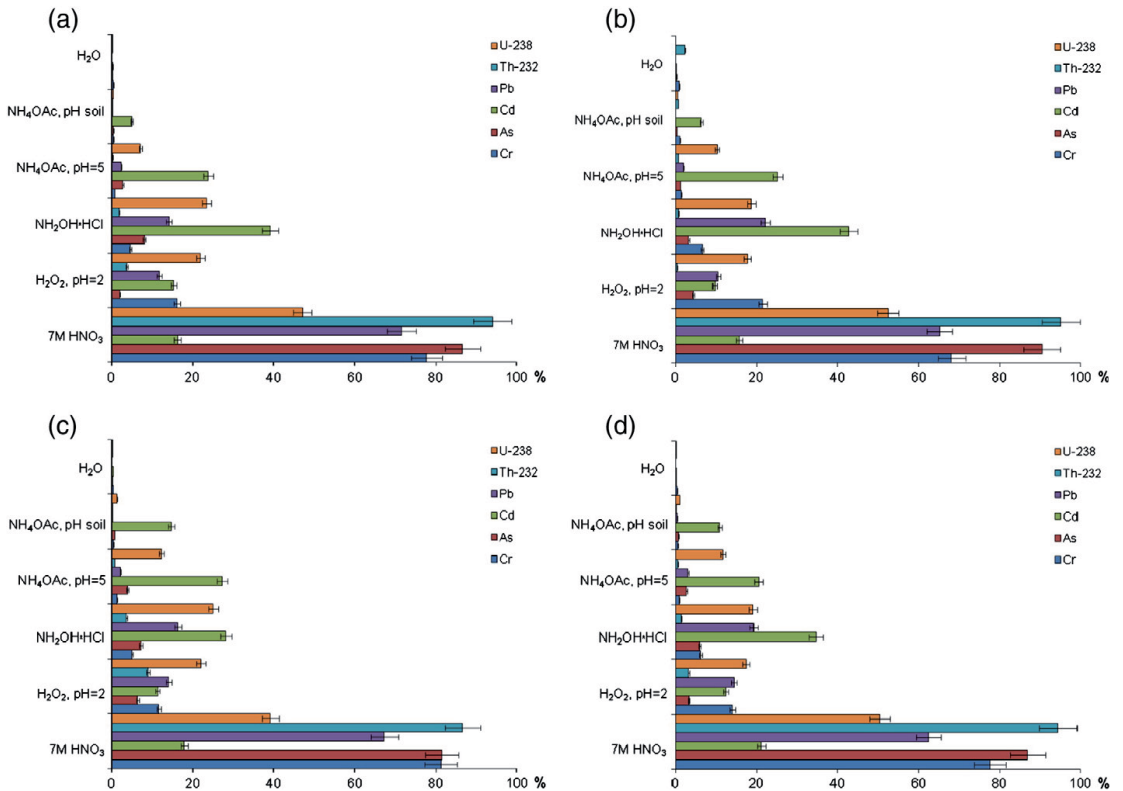 (a)
H₂O
NH₄OAc, pH soil
NH₄OAc, pH=5
NH₂OH•HCl
H₂O₂, pH=2
7M HNO₃
U-238
Th-232
Pb
Cd
As
Cr
0 20 40 60 80 100 %
(b)
H₂O
NH₄OAc, pH soil
NH₄OAc, pH=5
NH₂OH•HCl
H₂O₂, pH=2
7M HNO₃
U-238
Th-232
Pb
Cd
As
Cr
0 20 40 60 80 100 %
(c)
H₂O
NH₄OAc, pH soil
NH₄OAc, pH=5
NH₂OH•HCl
H₂O₂, pH=2
7M HNO₃
U-238
Th-232
Pb
Cd
As
Cr
0 20 40 60 80 100 %
(d)
H₂O
NH₄OAc, pH soil
NH₄OAc, pH=5
NH₂OH•HCl
H₂O₂, pH=2
7M HNO₃
U-238
Th-232
Pb
Cd
As
Cr
0 20 40 60 80 100 %